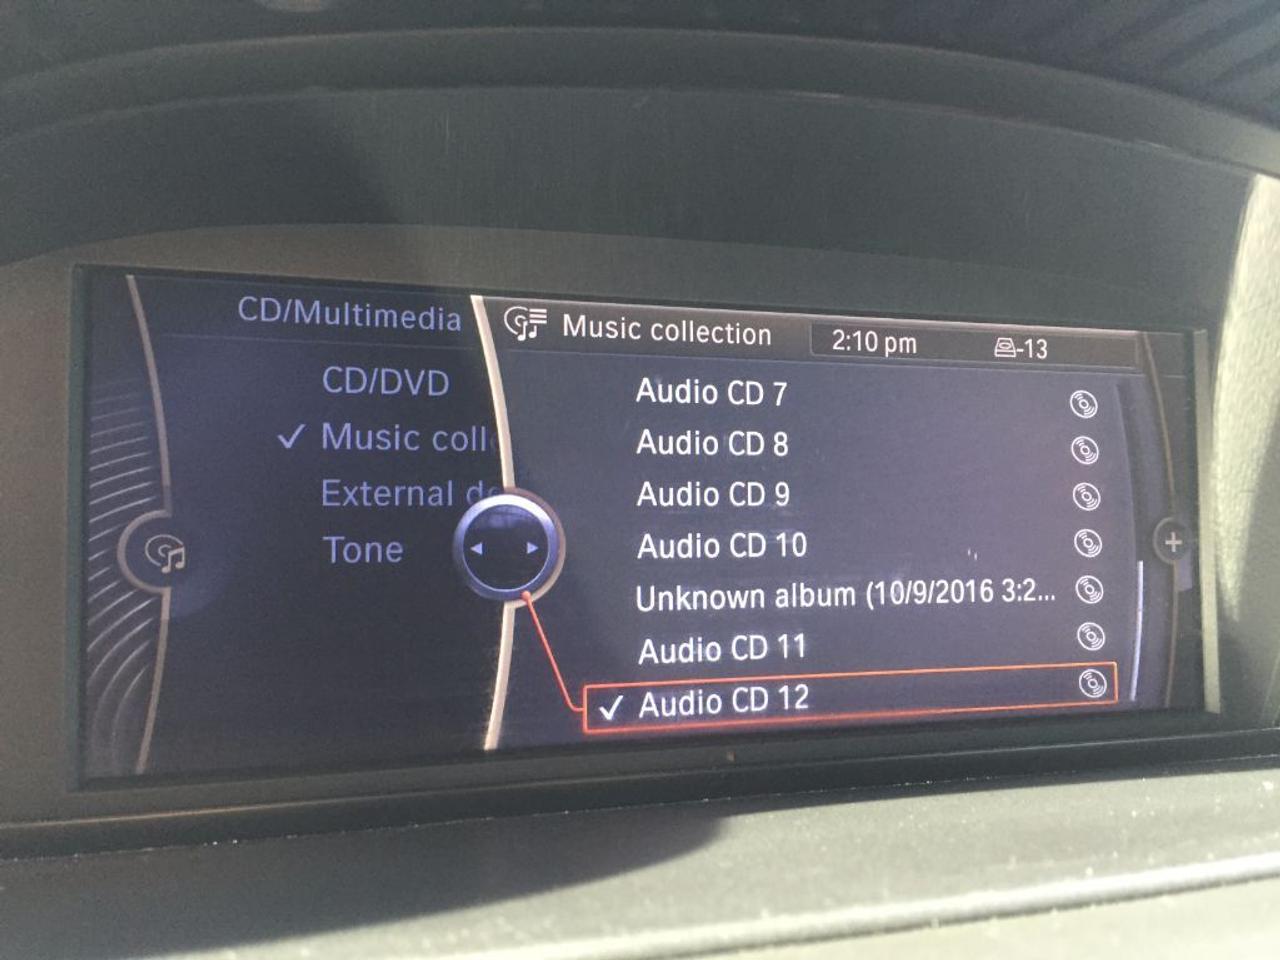 CD/Multimedia
CD/DVD
Music coll
External d
Tone
Music collection
2:10 pm
-13
Audio CD 7
Audio CD 8
Audio CD 9
Audio CD 10
Unknown album (10/9/2016 3:2...
Audio CD 11
Audio CD 12